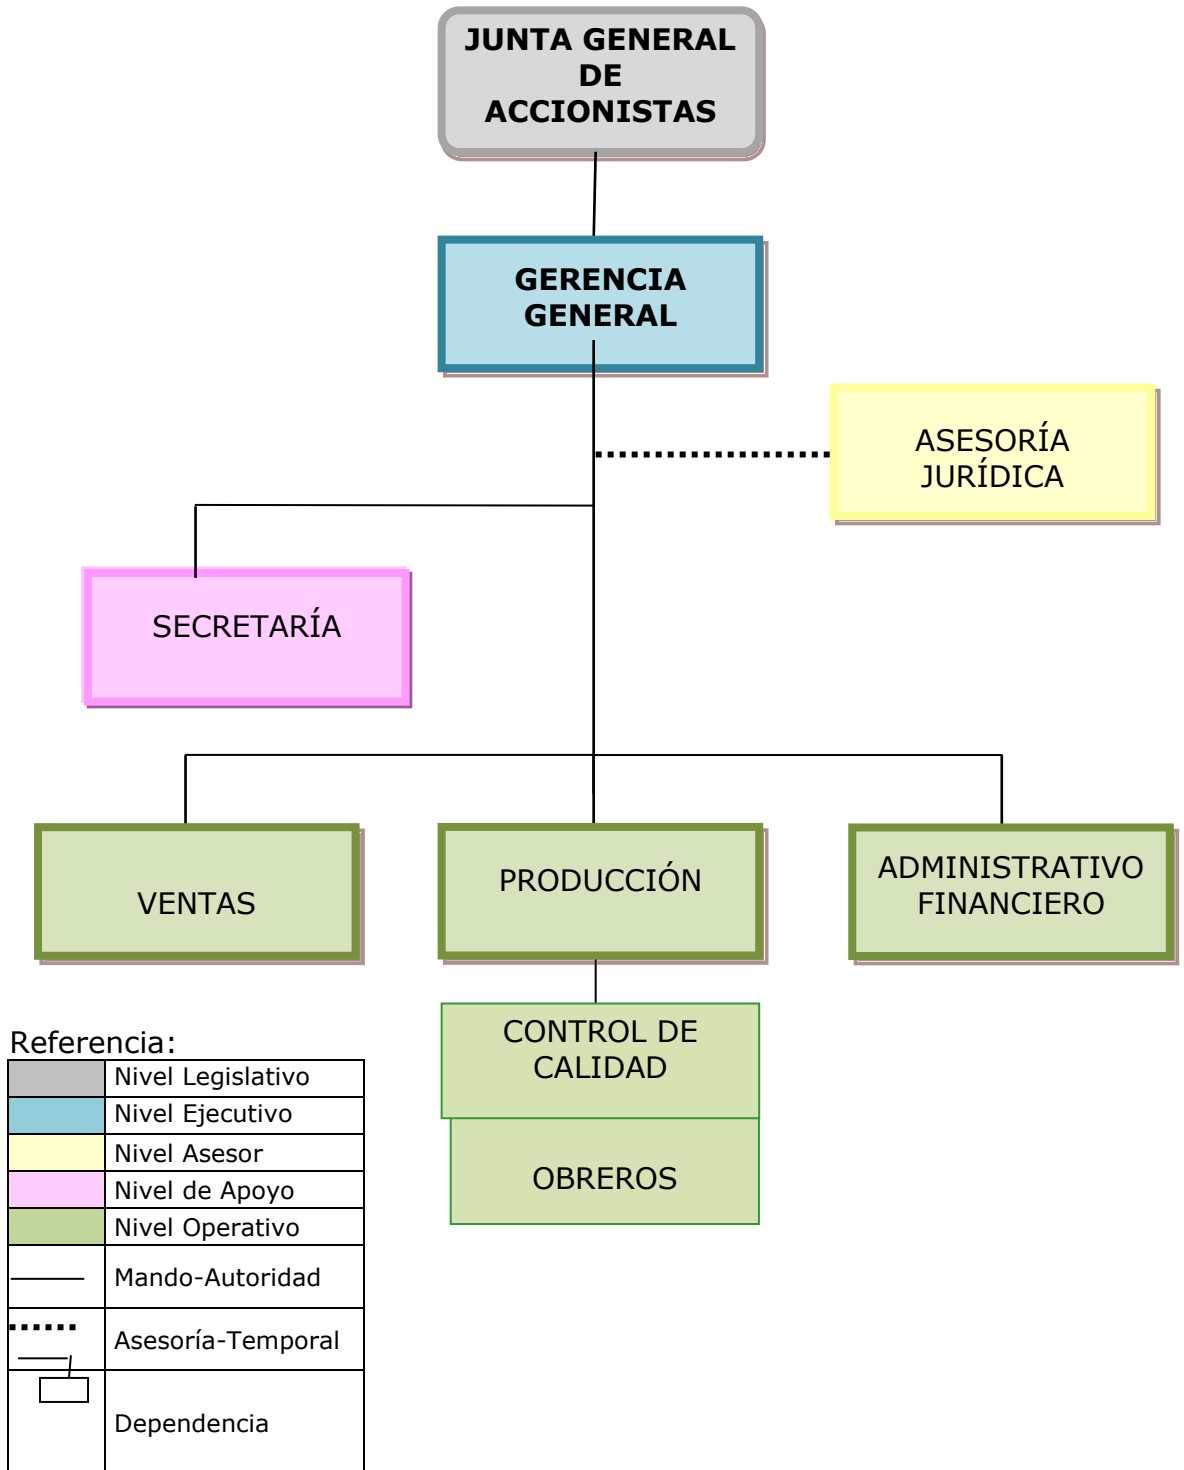 JUNTA GENERAL
DE
ACCIONISTAS
GERENCIA
GENERAL
ASESORÍA
JURÍDICA
SECRETARÍA
VENTAS
PRODUCCIÓN
ADMINISTRATIVO
FINANCIERO
CONTROL DE
CALIDAD
OBREROS
Referencia:
Nivel Legislativo
Nivel Ejecutivo
Nivel Asesor
Nivel de Apoyo
Nivel Operativo
Mando-Autoridad
Asesoría-Temporal
Dependencia